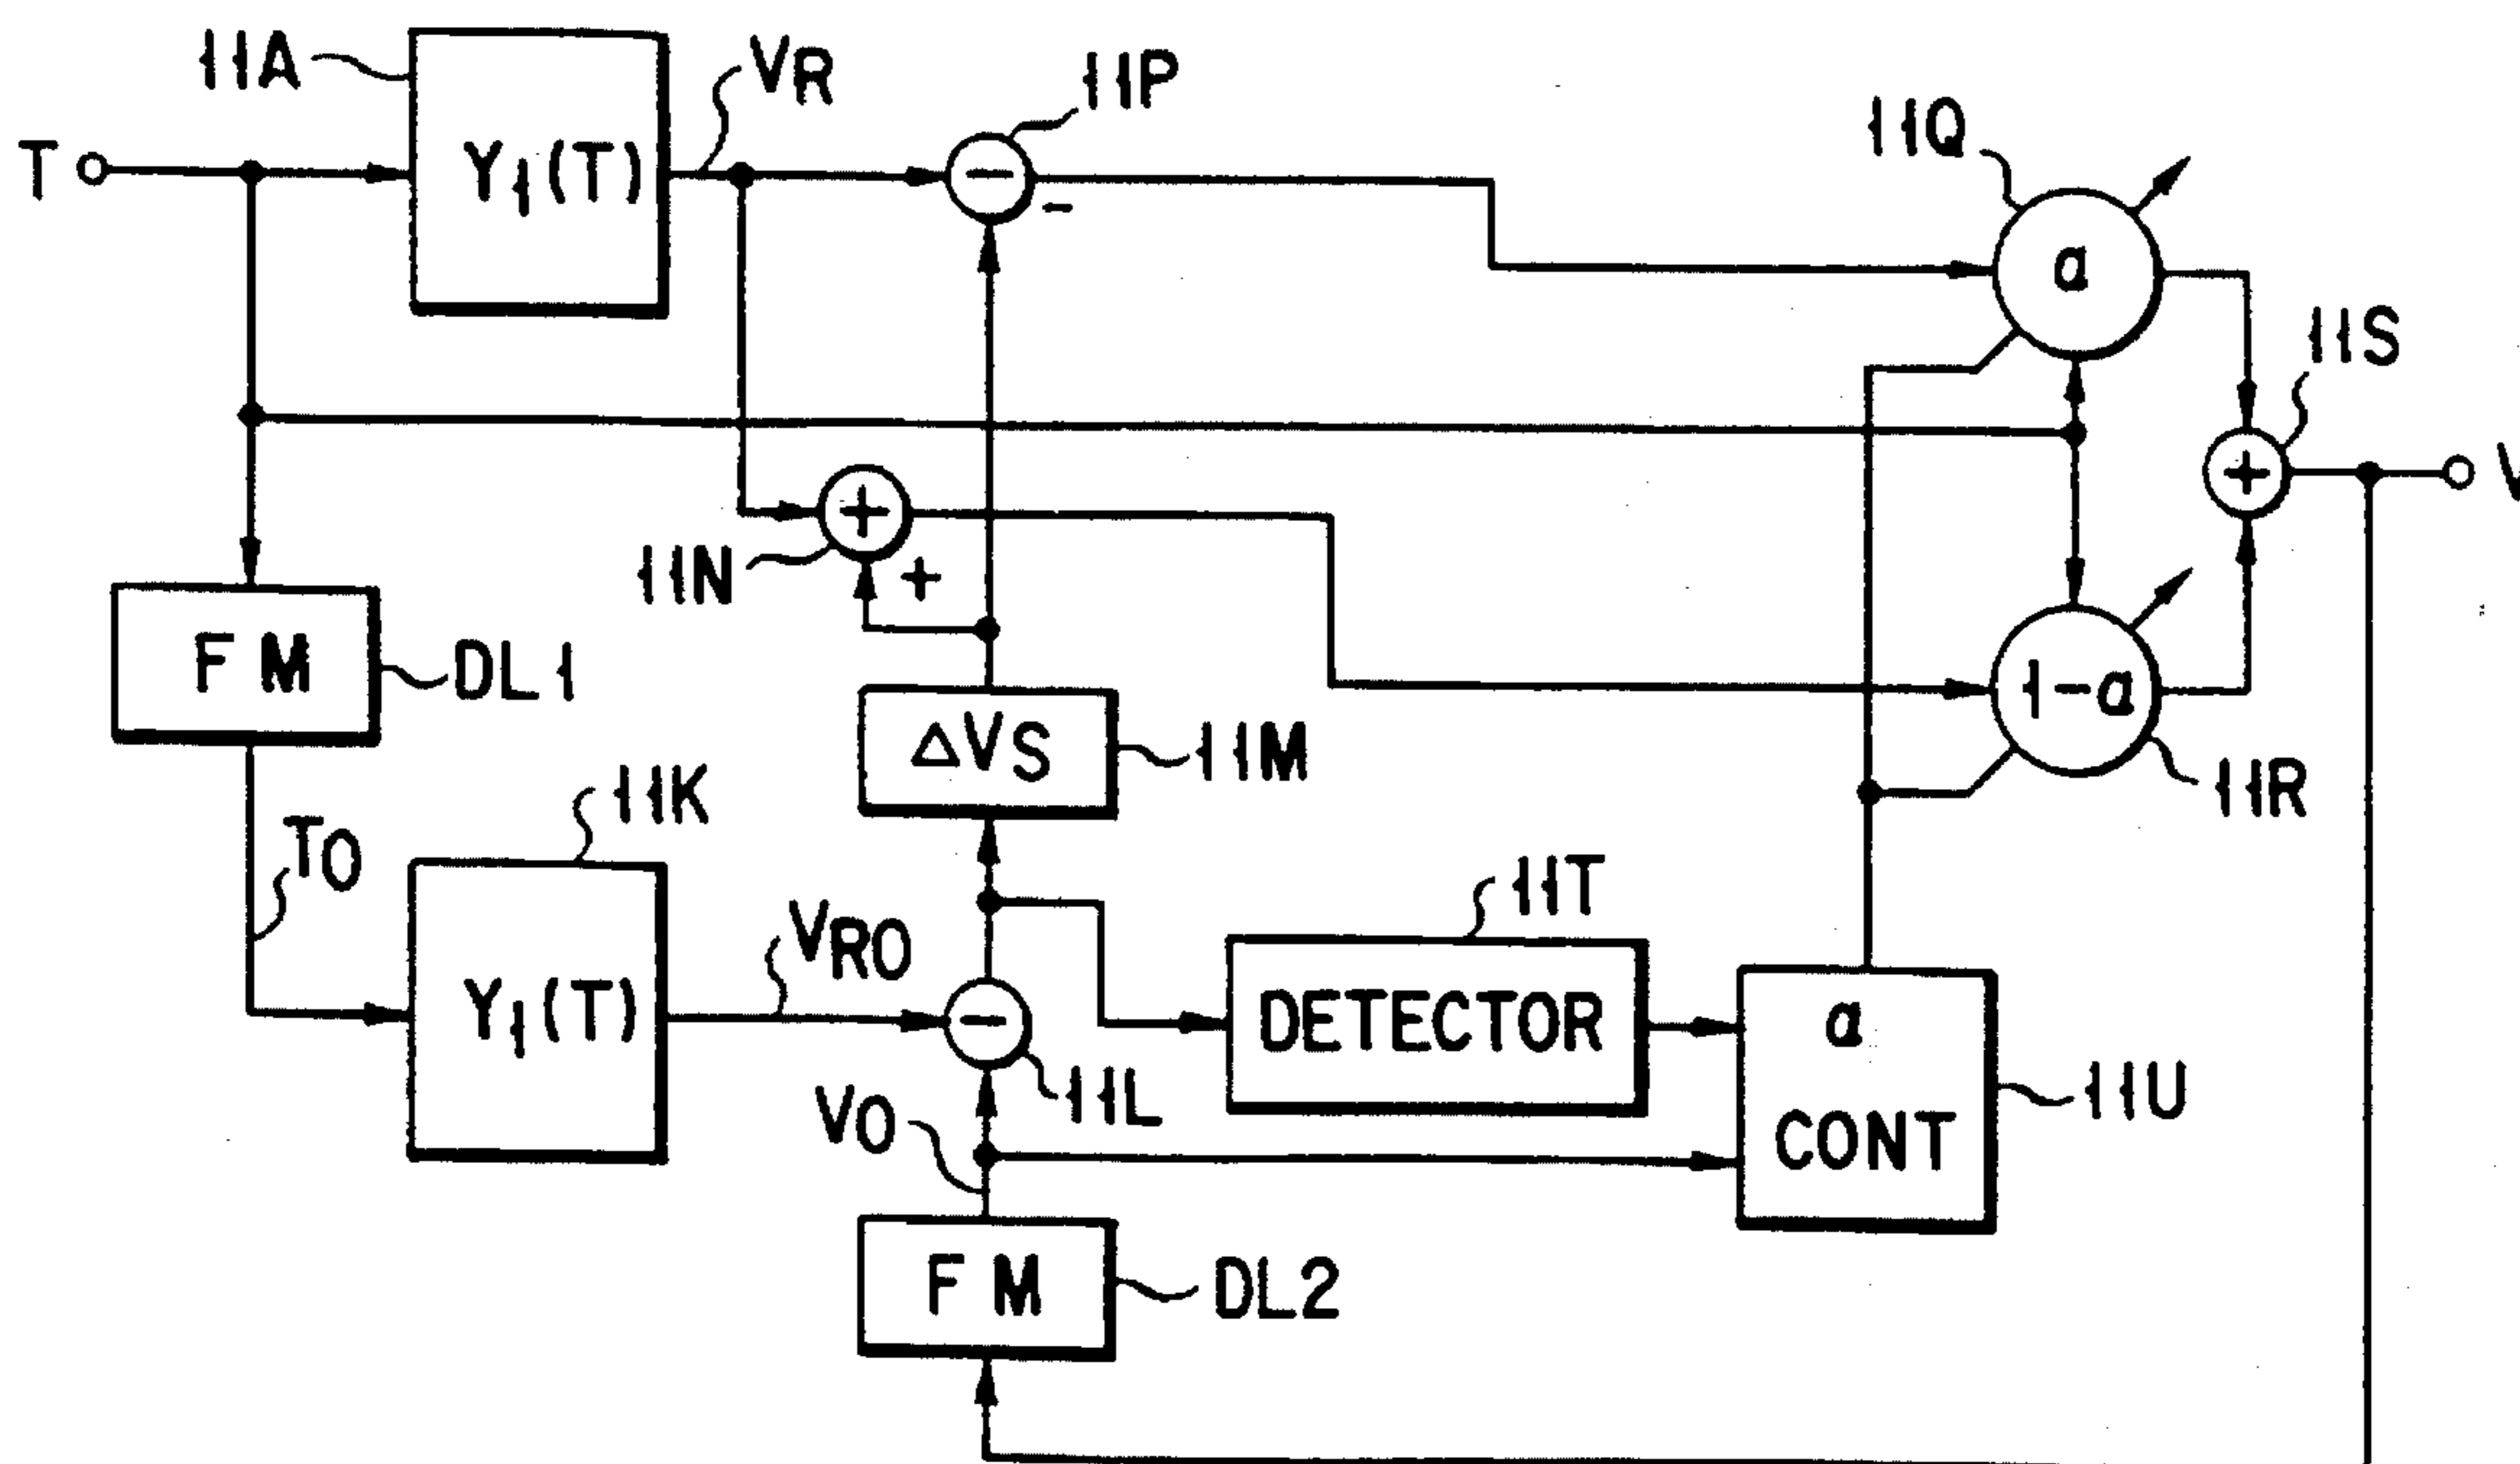 11A
VR
11P
11Q
T
Y1(T)
−
-
a
11S
+
V
+
11N
+
FM
DL1
1−a
ΔVS
11M
11R
11K
TO
11T
VRO
Y1(T)
−
DETECTOR
a
CONT
11U
11L
VO
FM
DL2